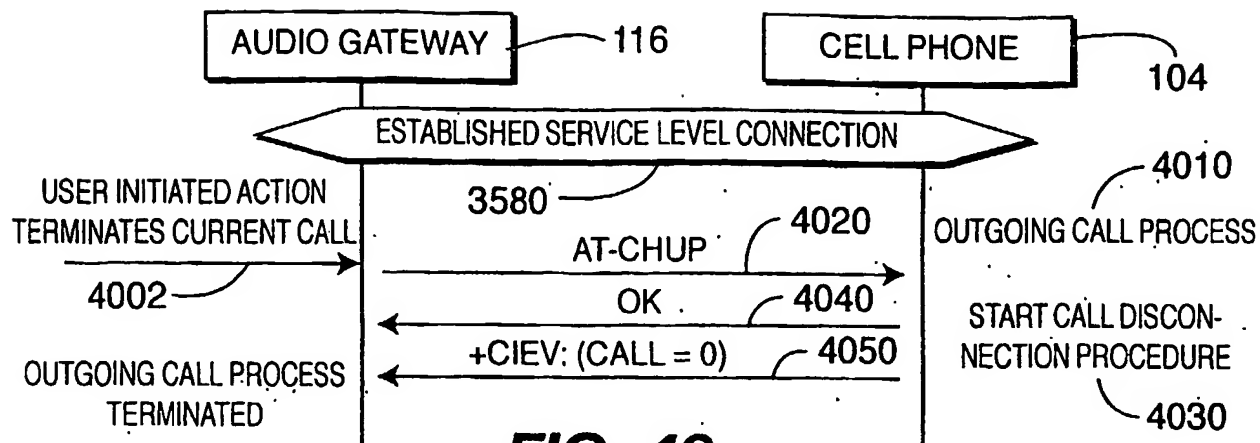 AUDIO GATEWAY
116
CELL PHONE
104
ESTABLISHED SERVICE LEVEL CONNECTION
3580
4010
OUTGOING CALL PROCESS
USER INITIATED ACTION
TERMINATES CURRENT CALL
4002
AT-CHUP
4020
OK
4040
+CIEV: (CALL = 0)
4050
START CALL DISCON-
NECTION PROCEDURE
4030
OUTGOING CALL PROCESS
TERMINATED